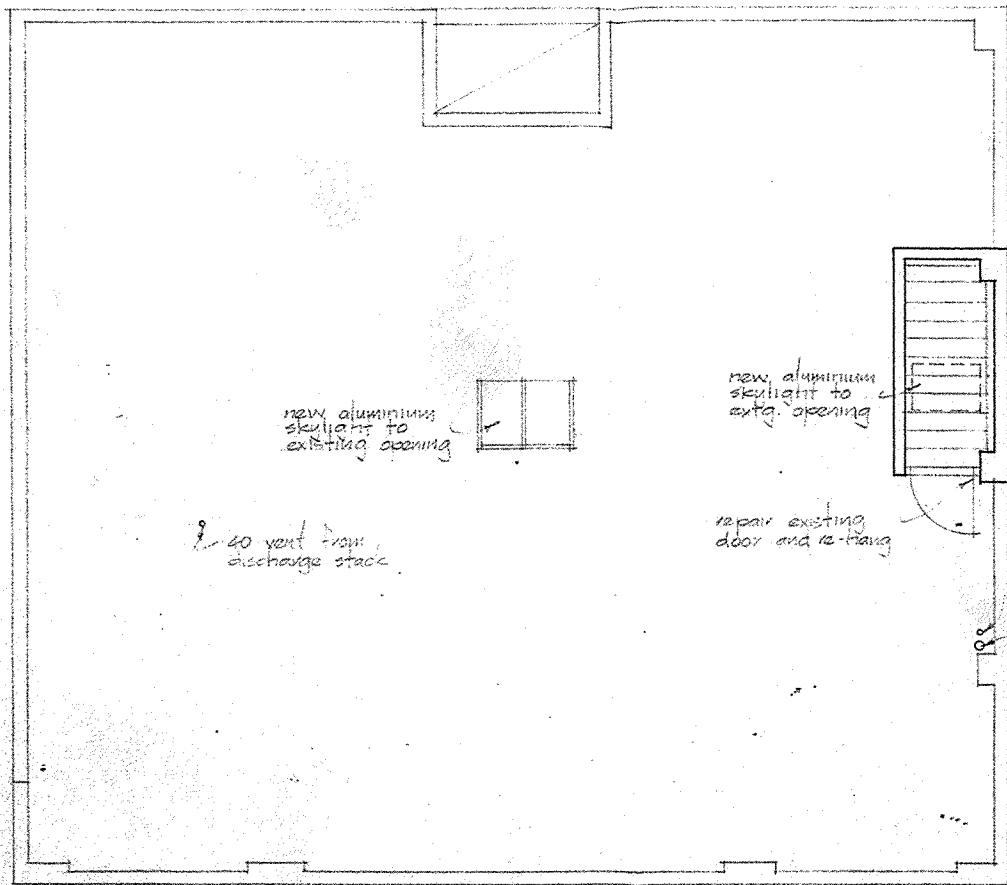 new aluminium
skylight to
existing opening
new aluminium
skylight to
extg. opening
40 vent from
discharge stack
repair existing
door and re-hang